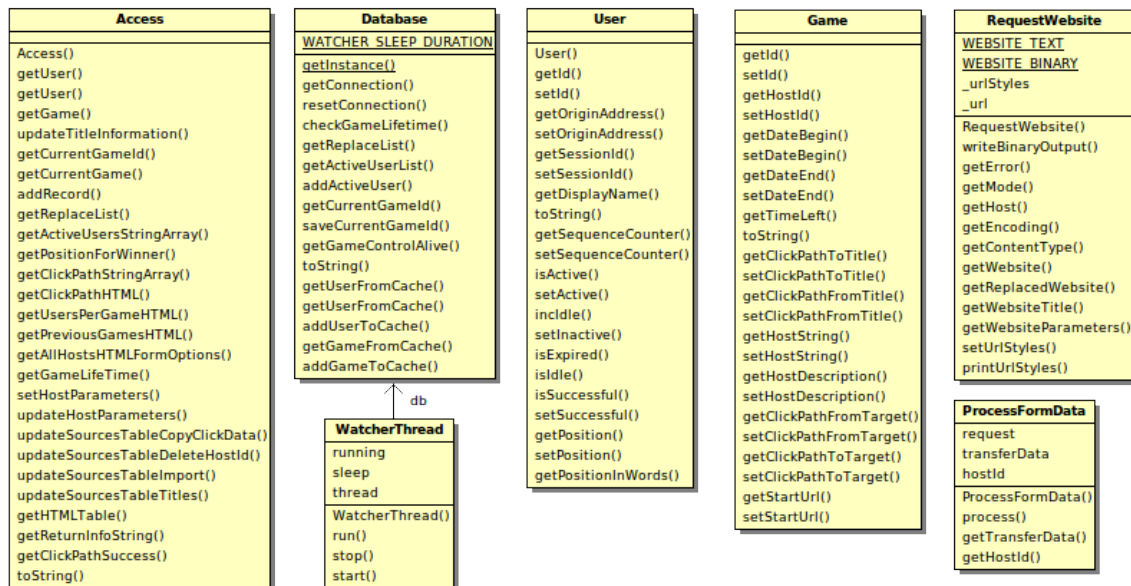 Access
Access()
getUser()
getUser()
getGame()
updateTitleInformation()
getCurrentGameId()
getCurrentGame()
addRecord()
getReplaceList()
getActiveUsersStringArray()
getPositionForWinner()
getClickPathStringArray()
getClickPathHTML()
getUsersPerGameHTML()
getPreviousGamesHTML()
getAllHostsHTMLFormOptions()
getGameLifeTime()
setHostParameters()
updateHostParameters()
updateSourcesTableCopyClickData()
updateSourcesTableDeleteHostId()
updateSourcesTableImport()
updateSourcesTableTitles()
getHTMLTable()
getReturnInfoString()
getClickPathSuccess()
toString()
Database
WATCHER_SLEEP_DURATION
getInstance()
getConnection()
resetConnection()
checkGameLifetime()
getReplaceList()
getActiveUserList()
addActiveUser()
getCurrentGameId()
saveCurrentGameId()
getGameControlAlive()
toString()
getUserFromCache()
getUserFromCache()
addUserToCache()
getGameFromCache()
addGameToCache()
db
WatcherThread
running
sleep
thread
WatcherThread()
run()
stop()
start()
User
User()
getId()
setId()
getOriginAddress()
setOriginAddress()
getSessionId()
setSessionId()
getDisplayName()
toString()
getSequenceCounter()
setSequenceCounter()
isActive()
setActive()
incIdle()
setInactive()
isExpired()
isIdle()
isSuccessful()
setSuccessful()
getPosition()
setPosition()
getPositionInWords()
Game
getId()
setId()
getHostId()
setHostId()
getDateBegin()
setDateBegin()
getDateEnd()
setDateEnd()
getTimeLeft()
toString()
getClickPathToTitle()
setClickPathToTitle()
getClickPathFromTitle()
setClickPathFromTitle()
getHostString()
setHostString()
getHostDescription()
setHostDescription()
getClickPathFromTarget()
setClickPathFromTarget()
getClickPathToTarget()
setClickPathToTarget()
getStartUrl()
setStartUrl()
RequestWebsite
WEBSITE_TEXT
WEBSITE_BINARY
_urlStyles
_url
RequestWebsite()
writeBinaryOutput()
getError()
getMode()
getHost()
getEncoding()
getContentType()
getWebsite()
getReplacedWebsite()
getWebsiteTitle()
getWebsiteParameters()
setUrlStyles()
printUrlStyles()
ProcessFormData
request
transferData
hostId
ProcessFormData()
process()
getTransferData()
getHostId()